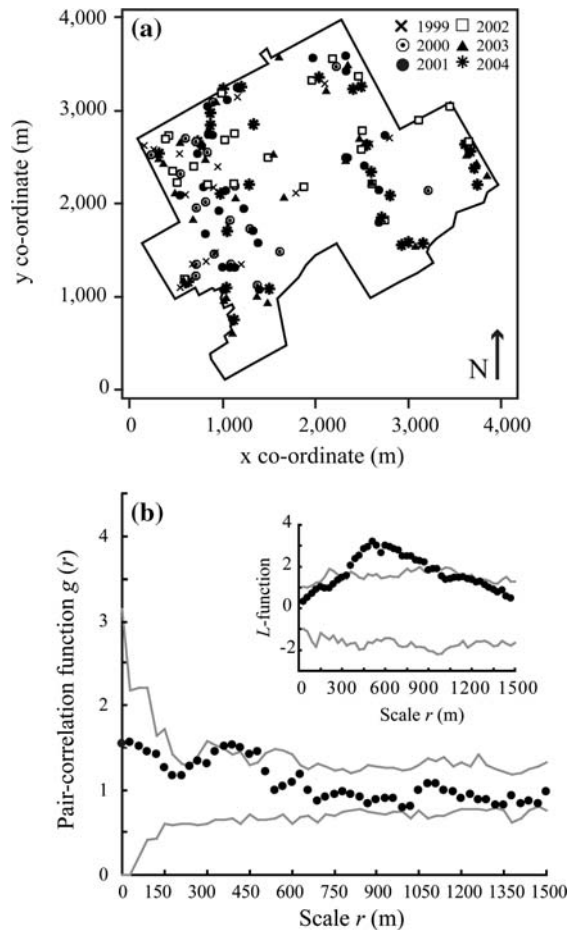 (a)
1999 2002
2000 2003
2001 2004
4,000
3,000
2,000
1,000
0
y co-ordinate (m)
N
0 1,000 2,000 3,000 4,000
x co-ordinate (m)
(b)
4
3
2
1
0
Pair-correlation function g (r)
4
2
0
-2
L-function
0 300 600 900 1200 1500
Scale r (m)
0 150 300 450 600 750 900 1050 1200 1350 1500
Scale r (m)